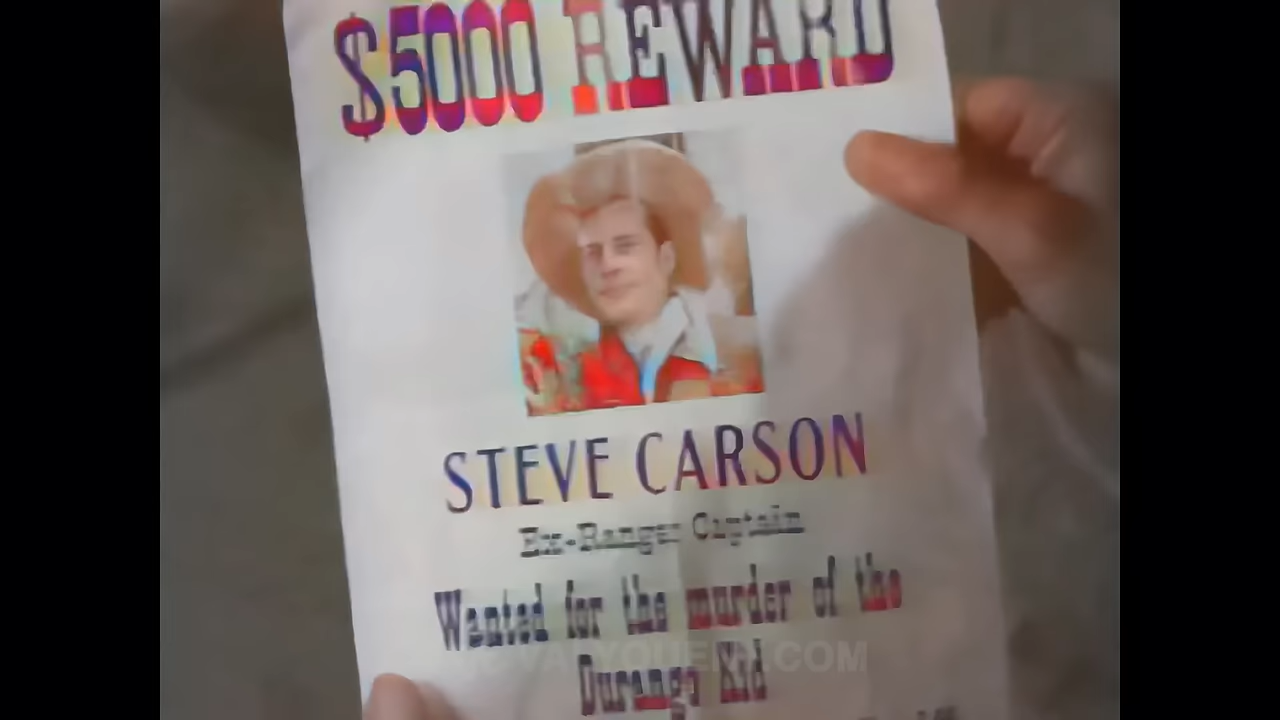 $5000 REWARD
STEVE CARSON
Ex-Ranger Captain
Wanted for the murder of the
Durango Kid